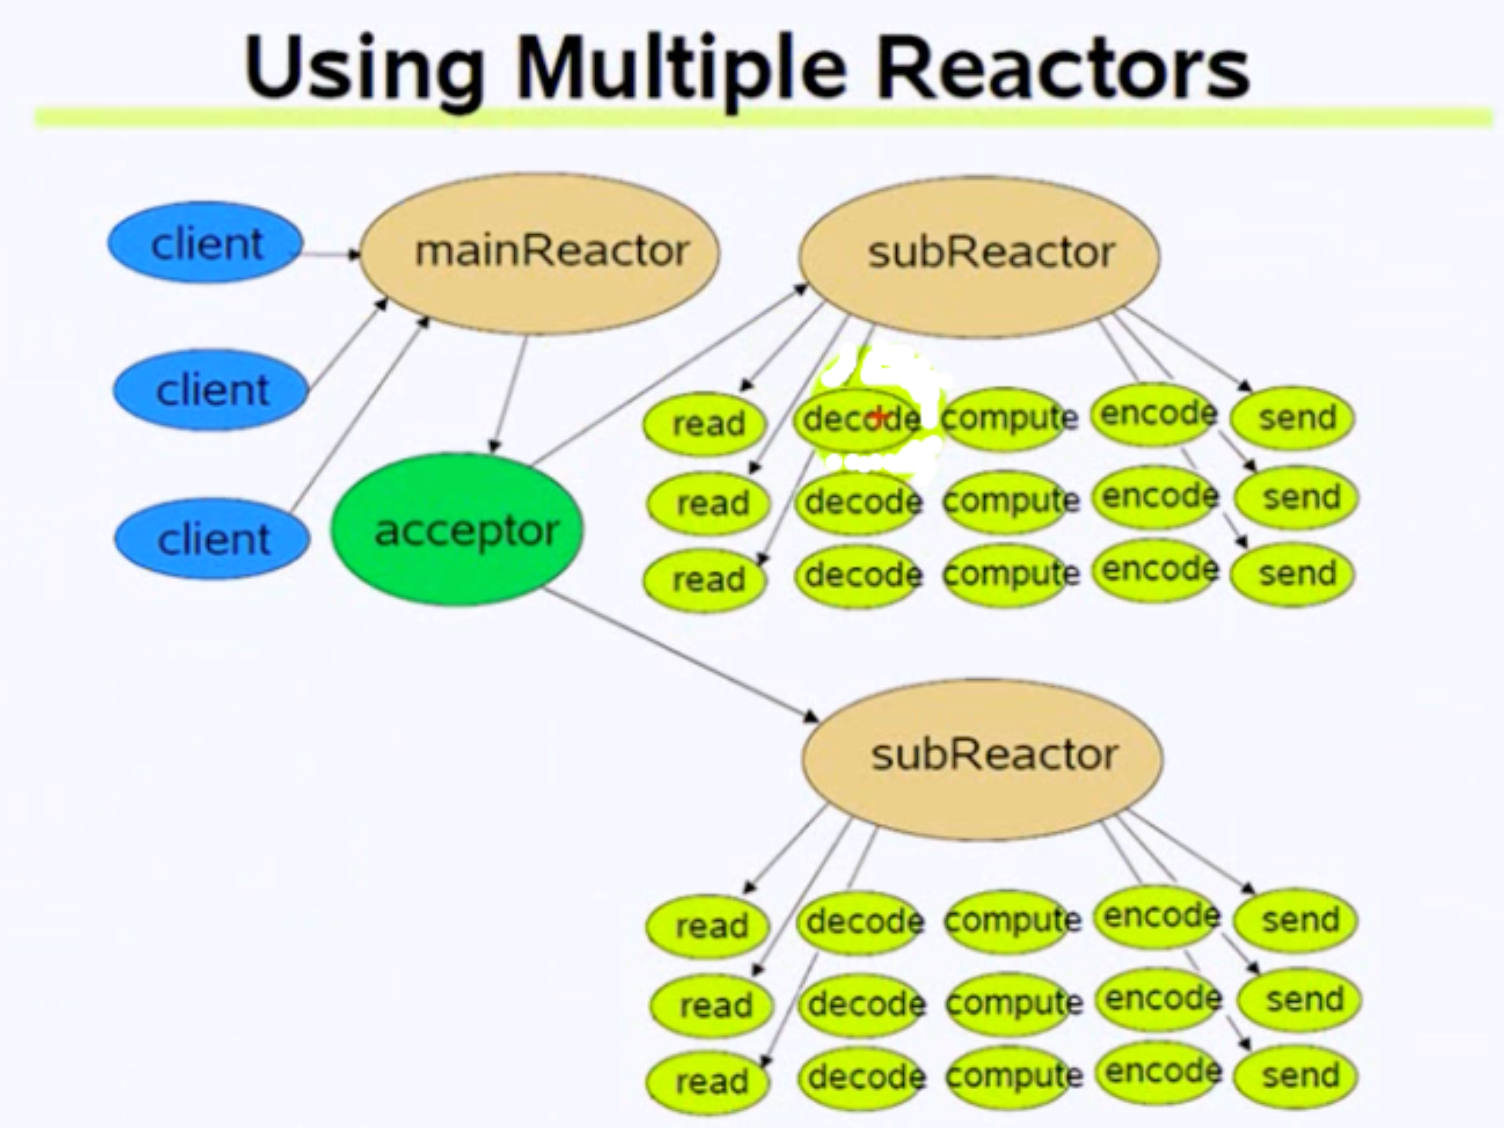 Using Multiple Reactors
client
mainReactor
subReactor
client
read decode compute encode send
client
acceptor
read decode compute encode send
read decode compute encode send
subReactor
read decode compute encode send
read decode compute encode send
read decode compute encode send